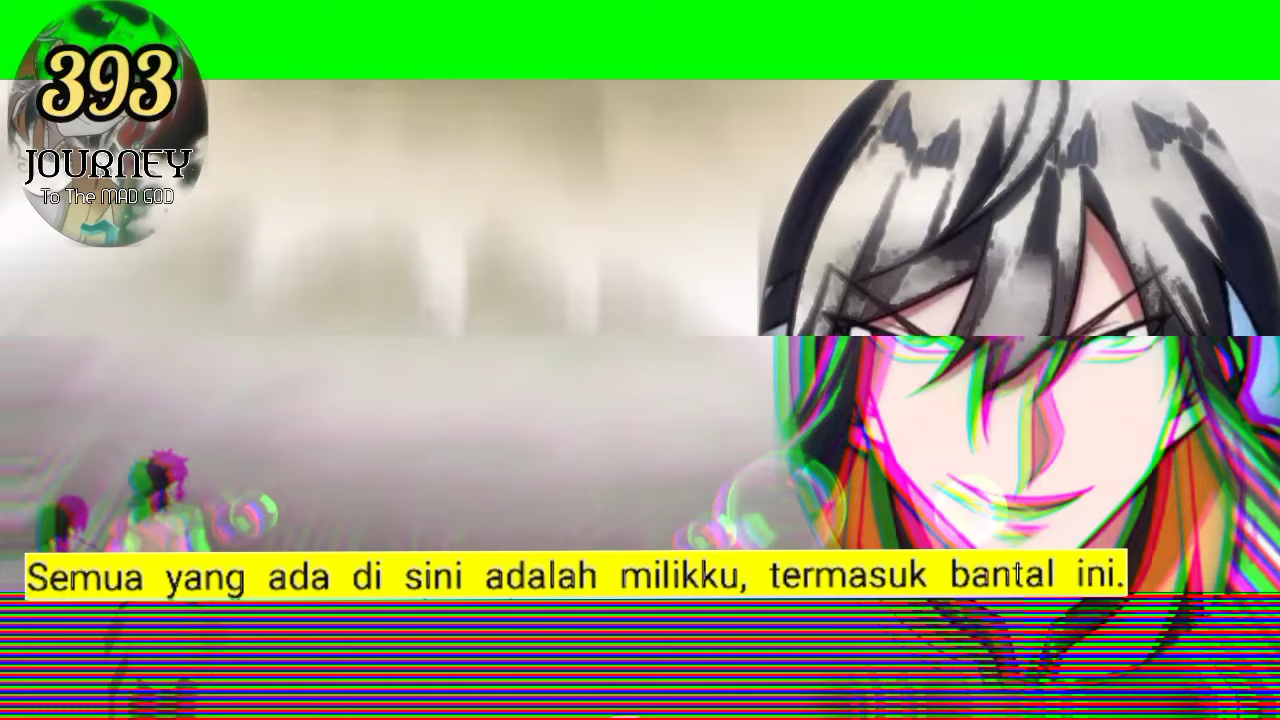 393
JOURNEY
To The MAD GOD
Semua yang ada di sini adalah milikku, termasuk bantal ini.